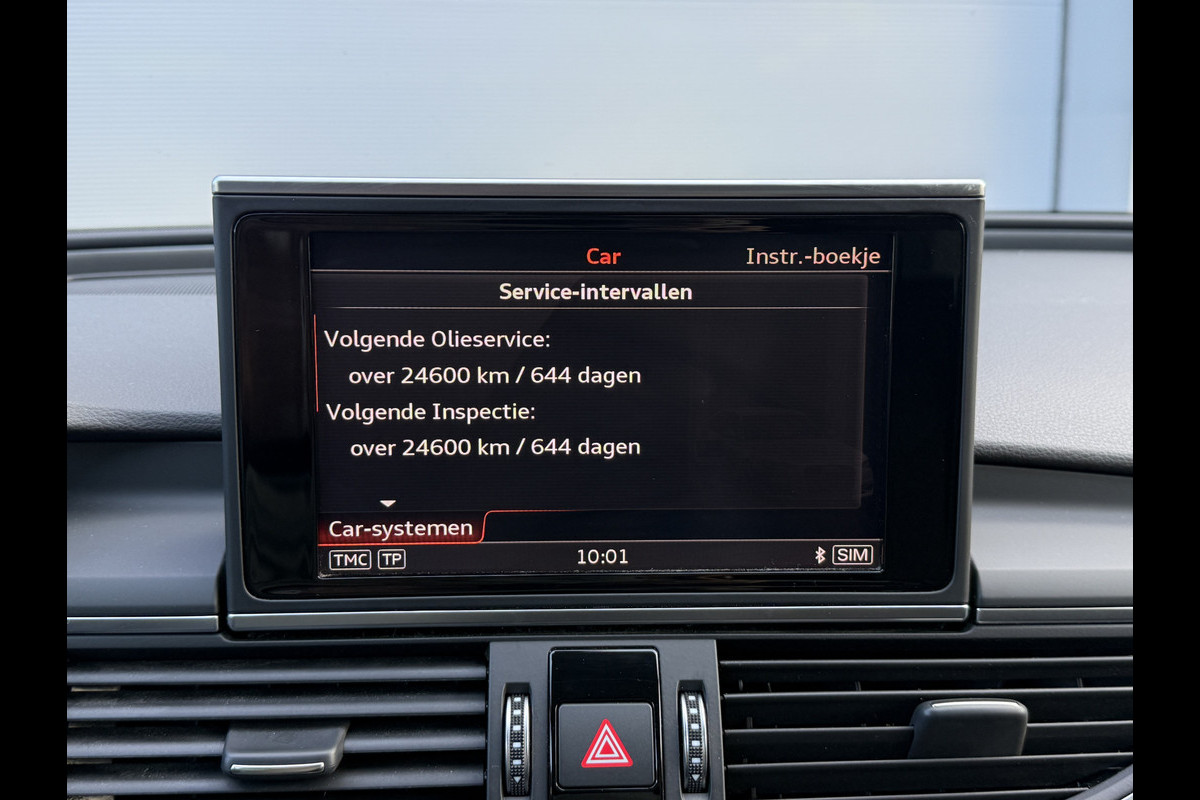 Car Instr.-boekje
Service-intervallen
Volgende Olieservice:
over 24600 km / 644 dagen
Volgende Inspectie:
over 24600 km / 644 dagen
Car-systemen
TMC TP 10:01 SIM